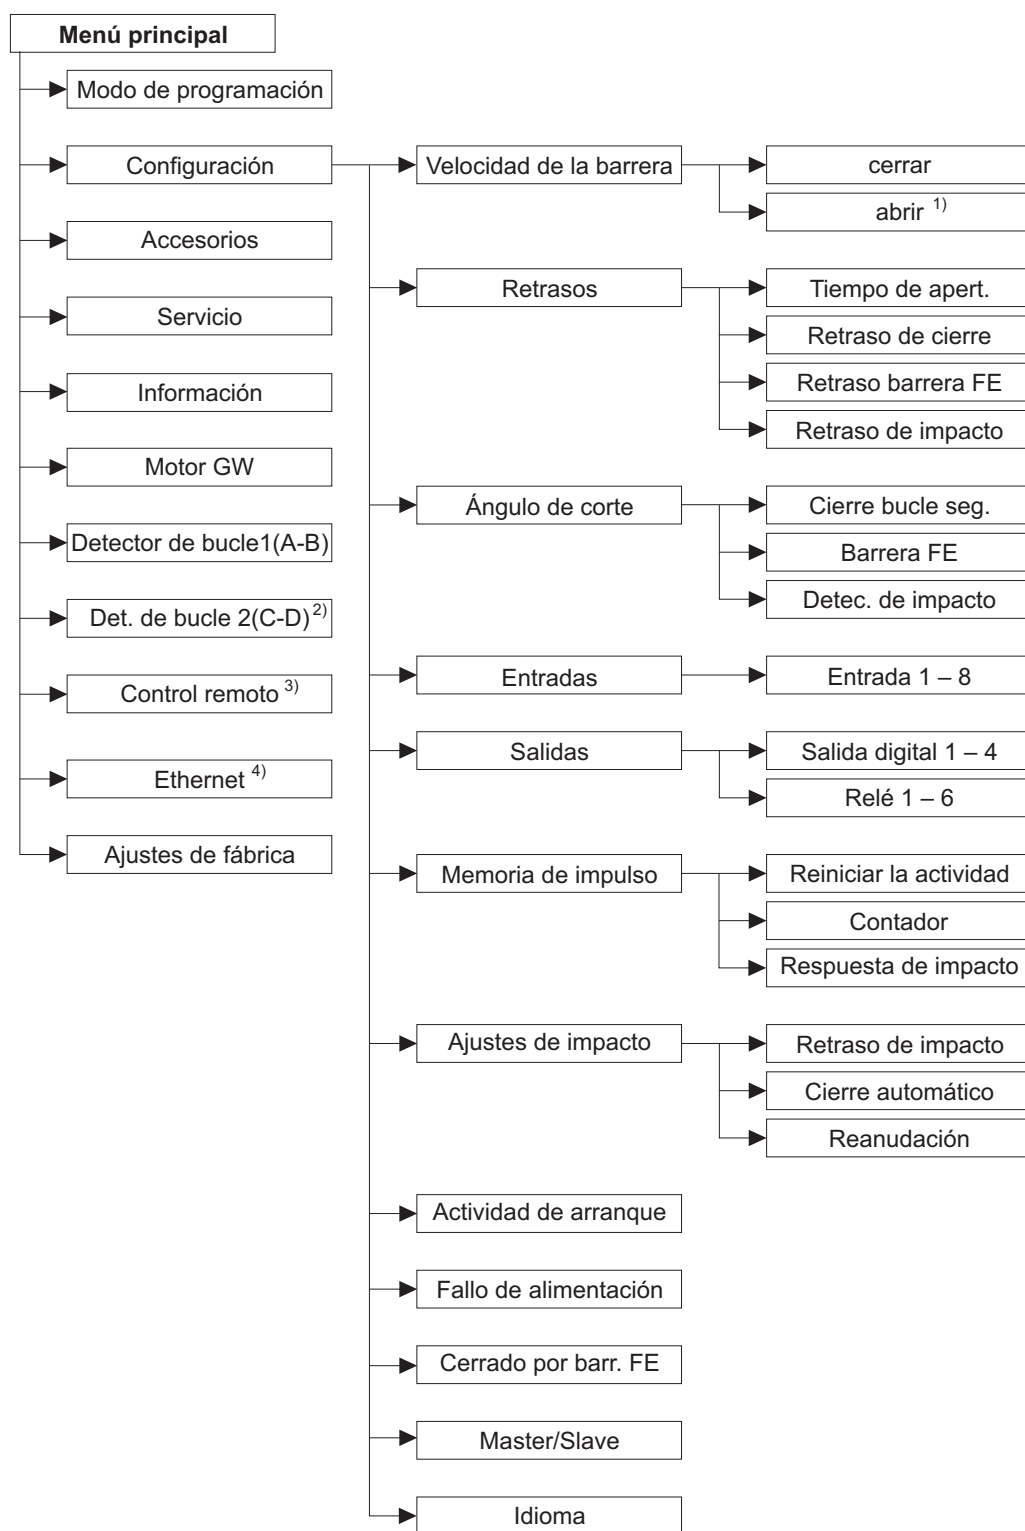 Menú principal
Modo de programación
Configuración
Accesorios
Servicio
Información
Motor GW
Detector de bucle1(A-B)
Det. de bucle 2(C-D) 2)
Control remoto 3)
Ethernet 4)
Ajustes de fábrica
Velocidad de la barrera
cerrar
abrir 1)
Retrasos
Tiempo de apert.
Retraso de cierre
Retraso barrera FE
Retraso de impacto
Ángulo de corte
Cierre bucle seg.
Barrera FE
Detec. de impacto
Entradas
Entrada 1 – 8
Salidas
Salida digital 1 – 4
Relé 1 – 6
Memoria de impulso
Reiniciar la actividad
Contador
Respuesta de impacto
Ajustes de impacto
Retraso de impacto
Cierre automático
Reanudación
Actividad de arranque
Fallo de alimentación
Cerrado por barr. FE
Master/Slave
Idioma